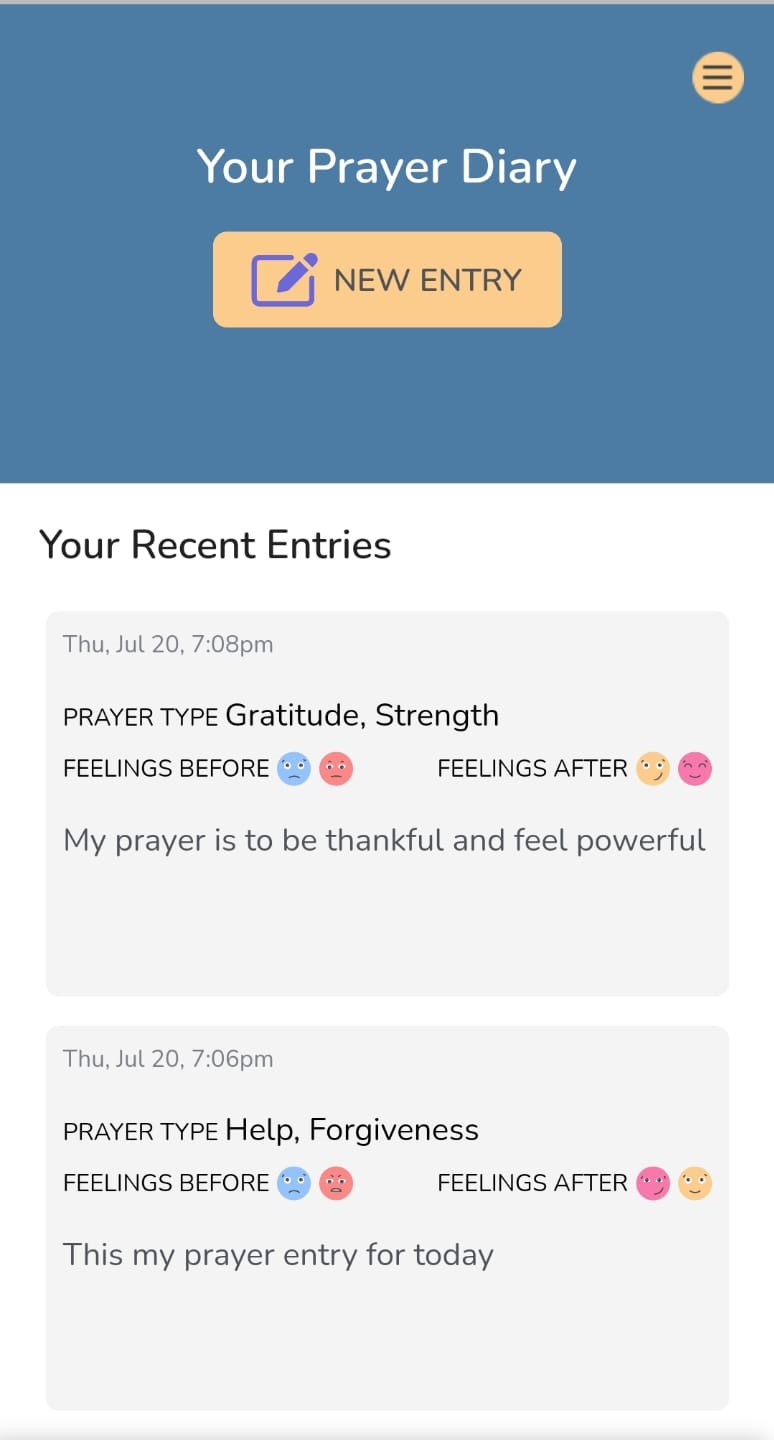 Your Prayer Diary
NEW ENTRY
Your Recent Entries
Thu, Jul 20, 7:08pm
PRAYER TYPE Gratitude, Strength
FEELINGS BEFORE FEELINGS AFTER
My prayer is to be thankful and feel powerful
Thu, Jul 20, 7:06pm
PRAYER TYPE Help, Forgiveness
FEELINGS BEFORE FEELINGS AFTER
This my prayer entry for today